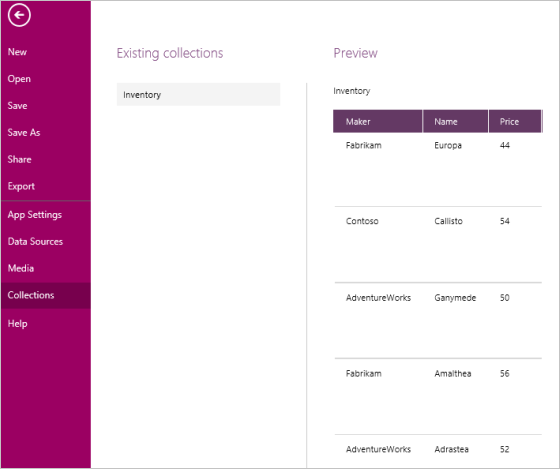 New
Open
Save
Save As
Share
Export
App Settings
Data Sources
Media
Collections
Help
Existing collections
Inventory
Preview
Inventory
Maker Name Price
Fabrikam Europa 44
Contoso Callisto 54
AdventureWorks Ganymede 50
Fabrikam Amalthea 56
AdventureWorks Adrastea 52